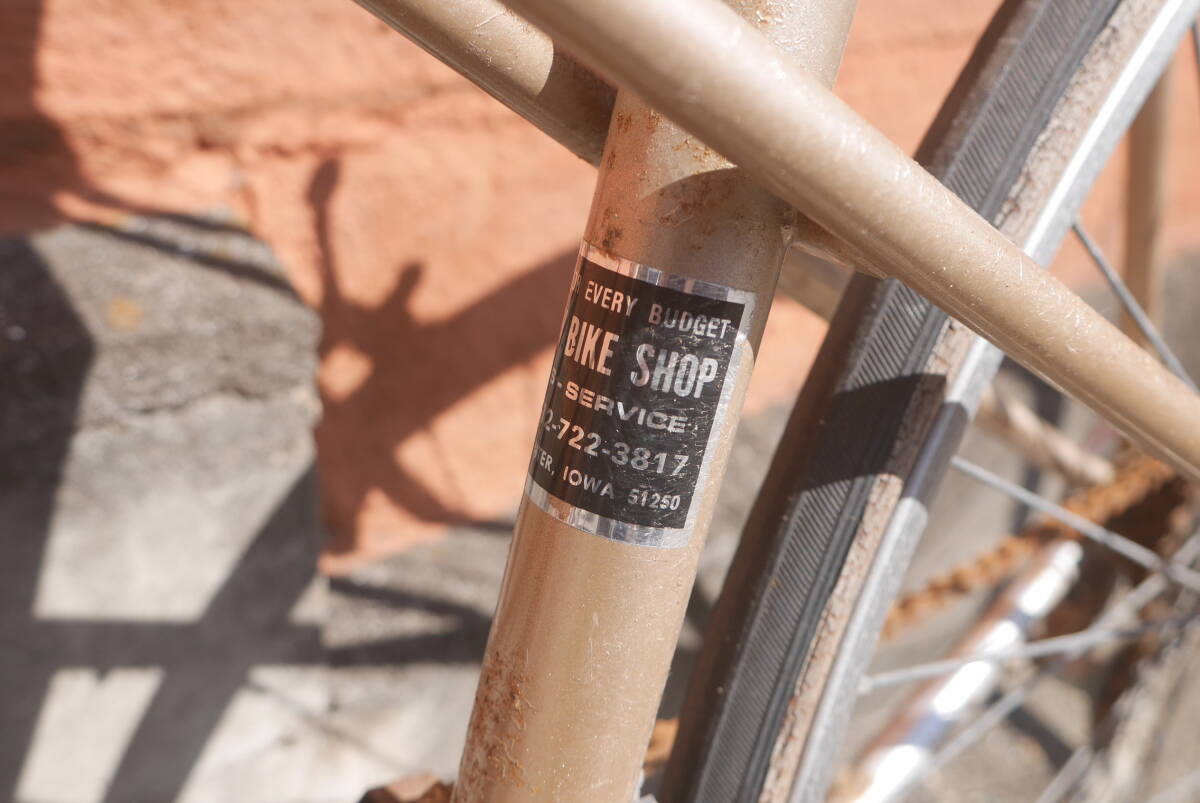 EVERY BUDGET
BIKE SHOP
-SERVICE
2-722-3817
TER, IOWA 51250